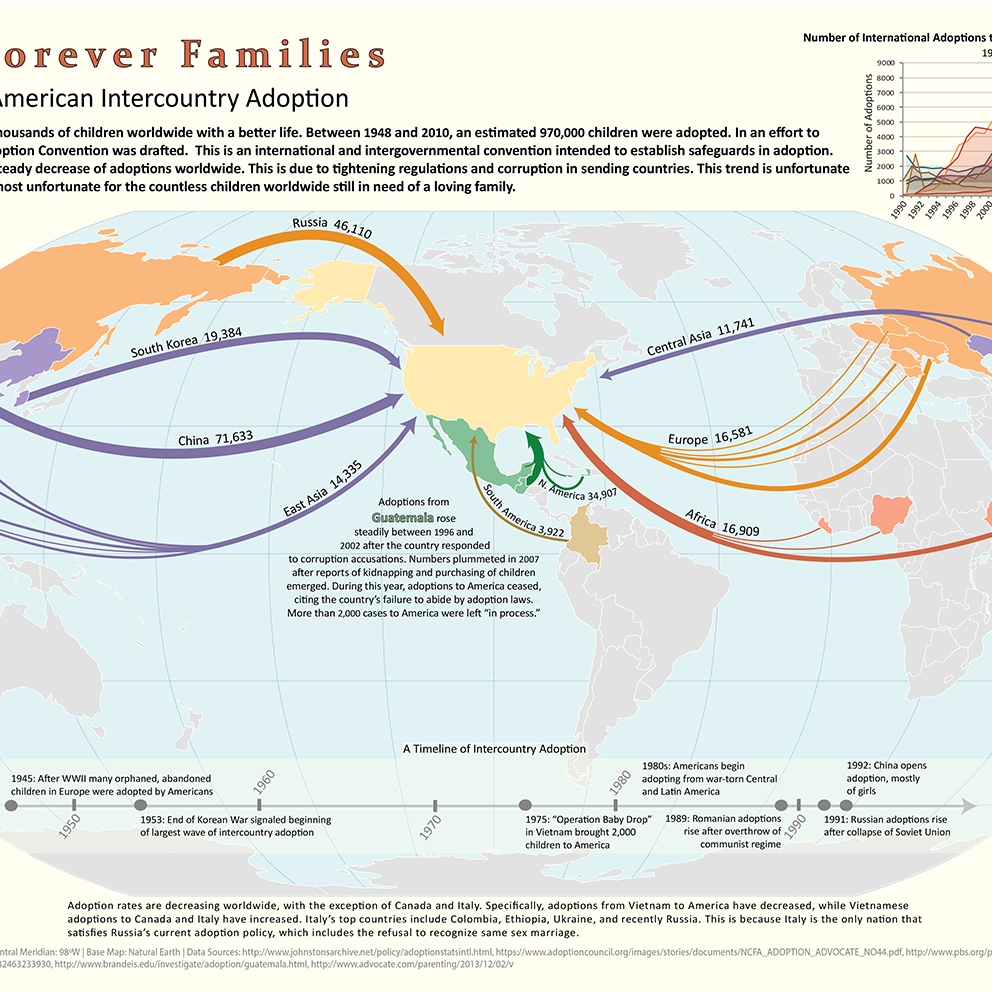 orever Families
American Intercountry Adoption
housands of children worldwide with a better life. Between 1948 and 2010, an estimated 970,000 children were adopted. In an effort to
option Convention was drafted.  This is an international and intergovernmental convention intended to establish safeguards in adoption.
teady decrease of adoptions worldwide. This is due to tightening regulations and corruption in sending countries. This trend is unfortunate
most unfortunate for the countless children worldwide still in need of a loving family.
Number of International Adoptions t
19
Number of Adoptions
9000
8000
7000
6000
5000
4000
3000
2000
1000
0
1990
1992
1994
1996
1998
200
Russia 46,110
South Korea 19,384
Central Asia 11,741
China 71,633
Europe 16,581
East Asia 14,335
N. America 34,907
South America 3,922
Africa 16,909
Adoptions from
Guatemala rose
steadily between 1996 and
2002 after the country responded
to corruption accusations. Numbers plummeted in 2007
after reports of kidnapping and purchasing of children
emerged. During this year, adoptions to America ceased,
citing the country's failure to abide by adoption laws.
More than 2,000 cases to America were left "in process."
A Timeline of Intercountry Adoption
1945: After WWII many orphaned, abandoned
children in Europe were adopted by Americans
1950
1953: End of Korean War signaled beginning
of largest wave of intercountry adoption
1960
1970
1975: "Operation Baby Drop"
in Vietnam brought 2,000
children to America
1980
1980s: Americans begin
adopting from war-torn Central
and Latin America
1989: Romanian adoptions
rise after overthrow of
communist regime
1990
1992: China opens
adoption, mostly
of girls
1991: Russian adoptions rise
after collapse of Soviet Union
Adoption rates are decreasing worldwide, with the exception of Canada and Italy. Specifically, adoptions from Vietnam to America have decreased, while Vietnamese
adoptions to Canada and Italy have increased. Italy's top countries include Colombia, Ethiopia, Ukraine, and recently Russia. This is because Italy is the only nation that
satisfies Russia's current adoption policy, which includes the refusal to recognize same sex marriage.
ntral Meridian: 98ºW | Base Map: Natural Earth | Data Sources: http://www.johnstonsarchive.net/policy/adoptionstatsintl.html, https://www.adoptioncouncil.org/images/stories/documents/NCFA_ADOPTION_ADVOCATE_NO44.pdf, http://www.pbs.org/p
32463233930, http://www.brandeis.edu/investigate/adoption/guatemala.html, http://www.advocate.com/parenting/2013/12/02/v